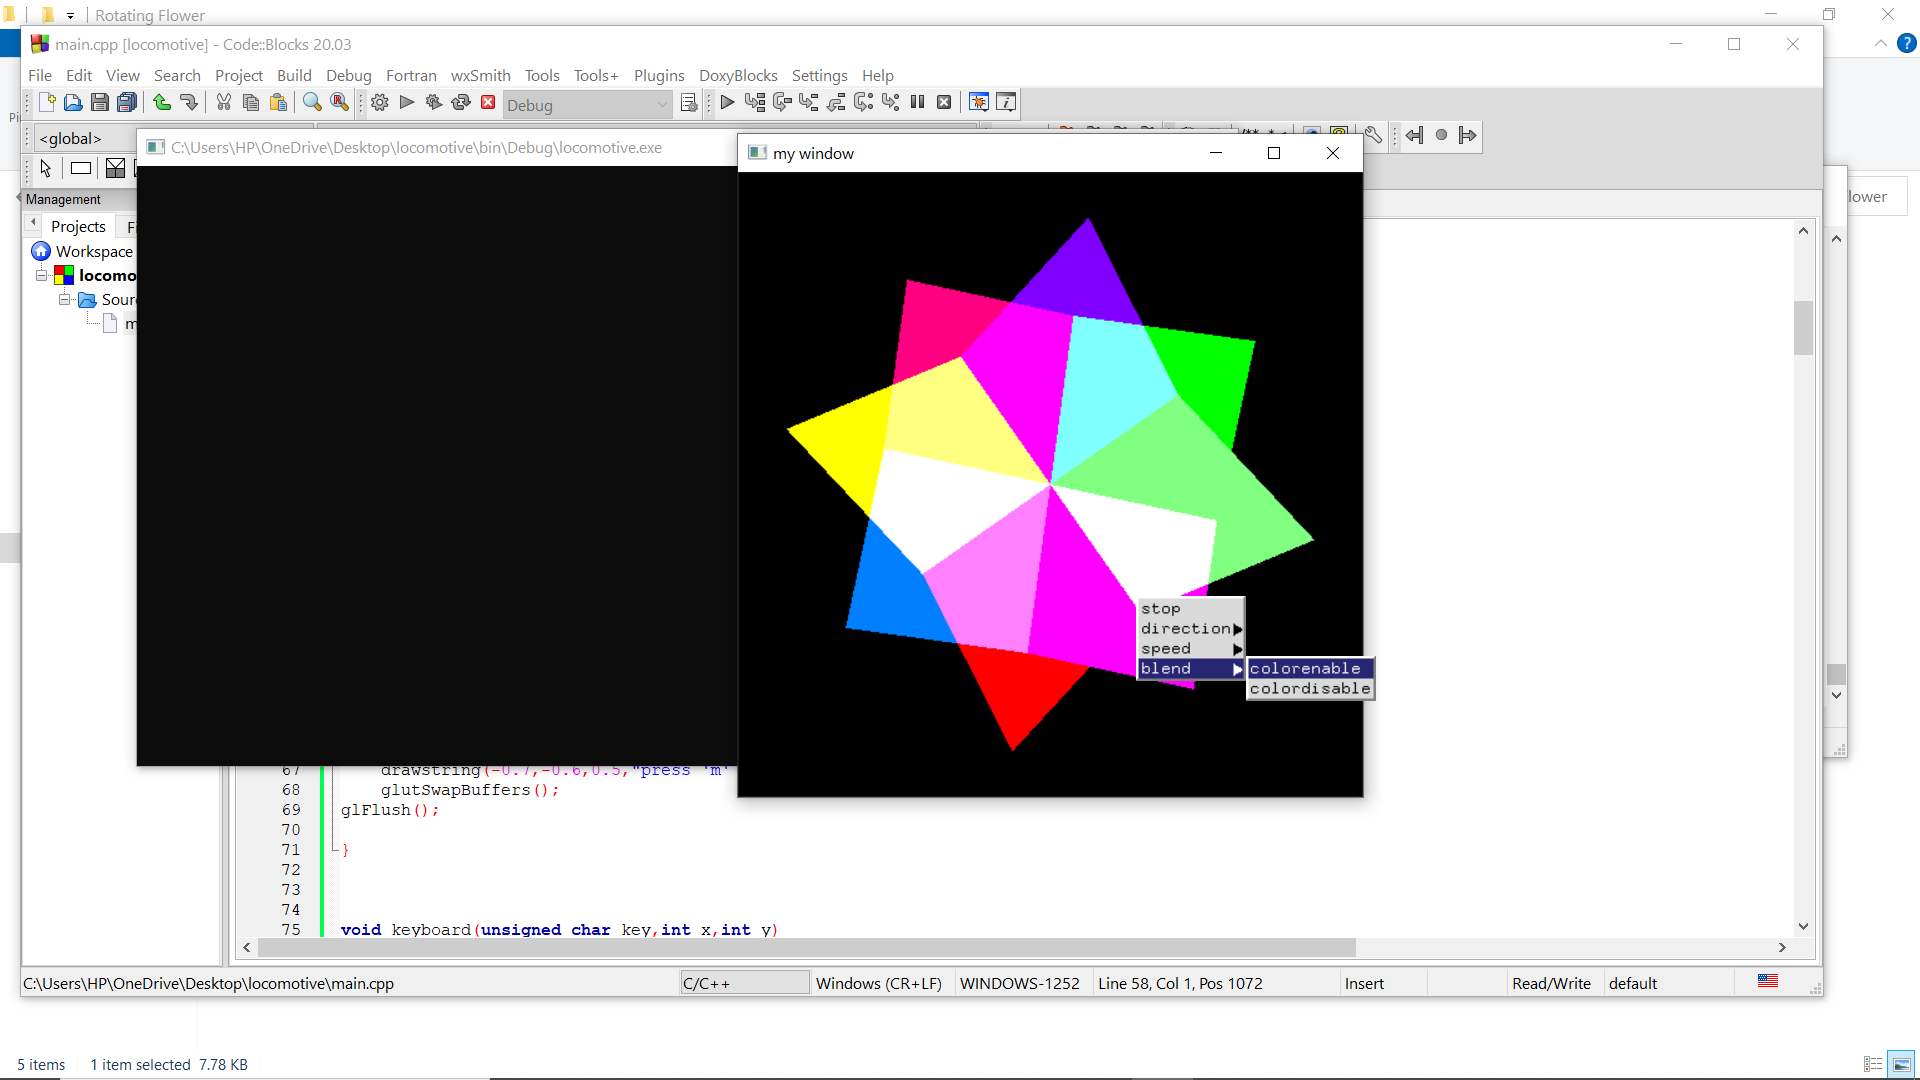 Rotating Flower
main.cpp [locomotive] - Code::Blocks 20.03
File Edit View Search Project Build Debug Fortran wxSmith Tools Tools+ Plugins DoxyBlocks Settings Help
Debug
<global>
C:\Users\HP\OneDrive\Desktop\locomotive\bin\Debug\locomotive.exe
my window
Management
Projects
Workspace
stop
direction
speed
blend
colorenable
colordisable
67 drawstring(-0.7,-0.6,0.5,"press 'm'
68 glutSwapBuffers();
69 glFlush();
70
71 }
72
73
74
75 void keyboard(unsigned char key,int x,int y)
C:\Users\HP\OneDrive\Desktop\locomotive\main.cpp C/C++ Windows (CR+LF) WINDOWS-1252 Line 58, Col 1, Pos 1072 Insert Read/Write default
5 items 1 item selected 7.78 KB